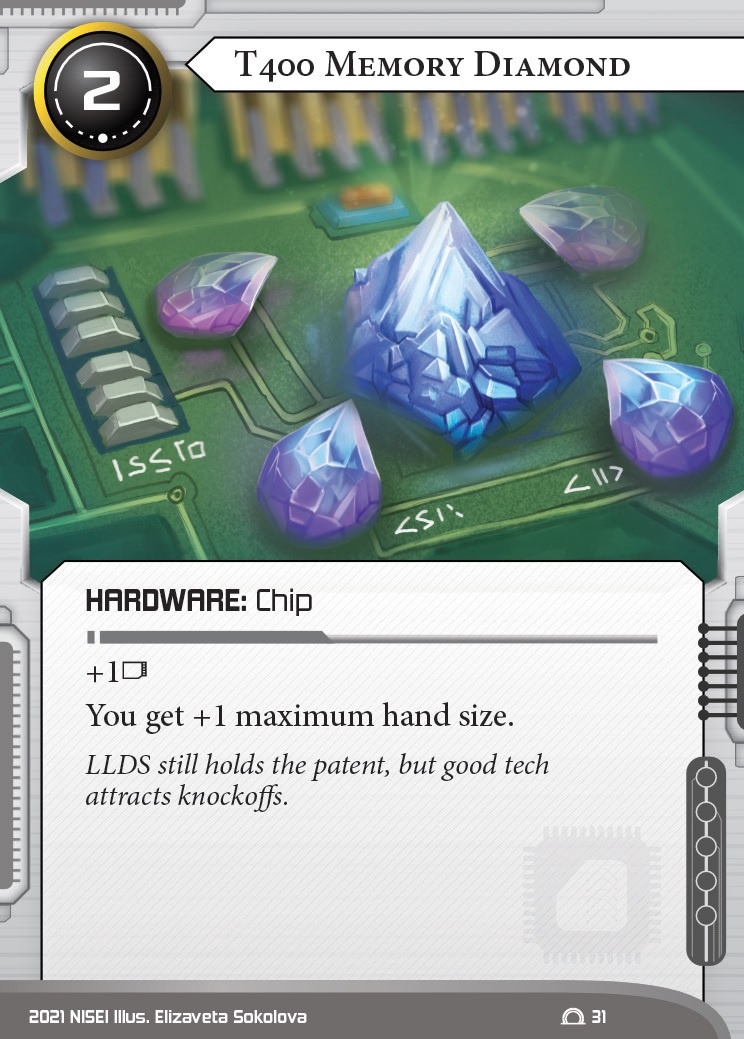 2
T400 Memory Diamond
HARDWARE: Chip
+1
You get +1 maximum hand size.
LLDS still holds the patent, but good tech
attracts knockoffs.
2021 NISEI Illus. Elizaveta Sokolova
31